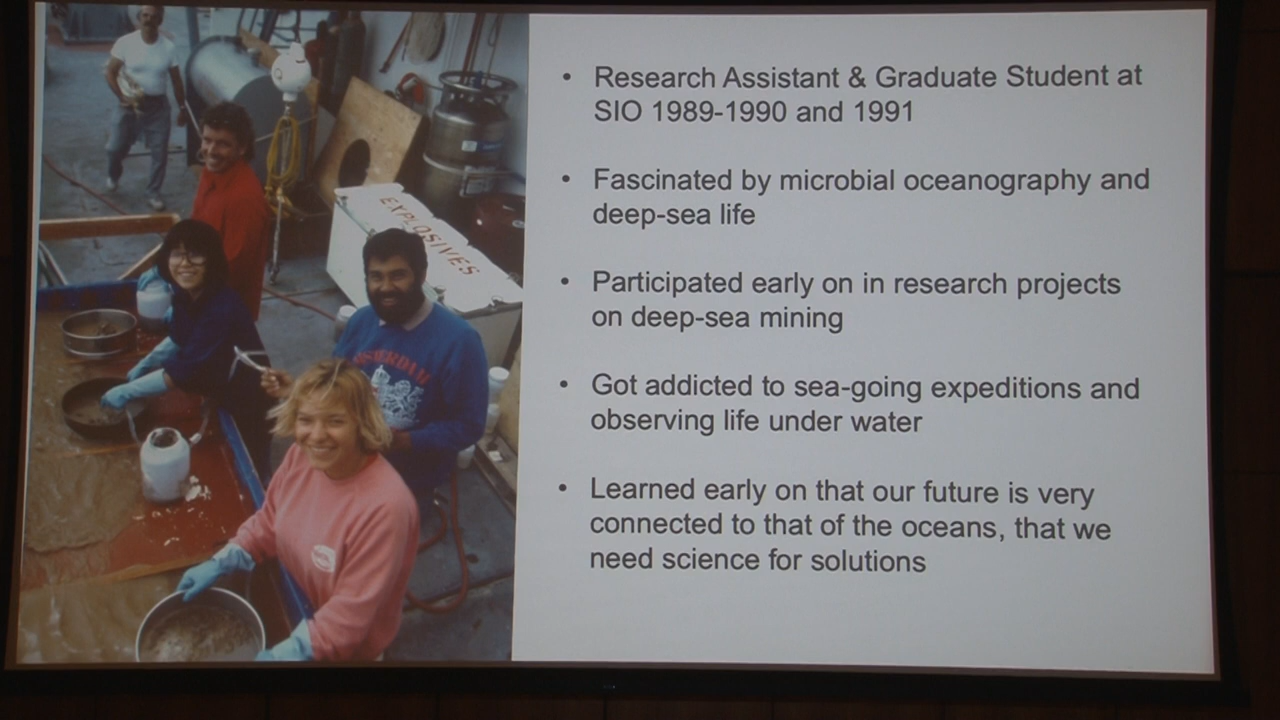 EXPLOSIVES
• Research Assistant & Graduate Student at
SIO 1989-1990 and 1991
• Fascinated by microbial oceanography and
deep-sea life
• Participated early on in research projects
on deep-sea mining
• Got addicted to sea-going expeditions and
observing life under water
• Learned early on that our future is very
connected to that of the oceans, that we
need science for solutions